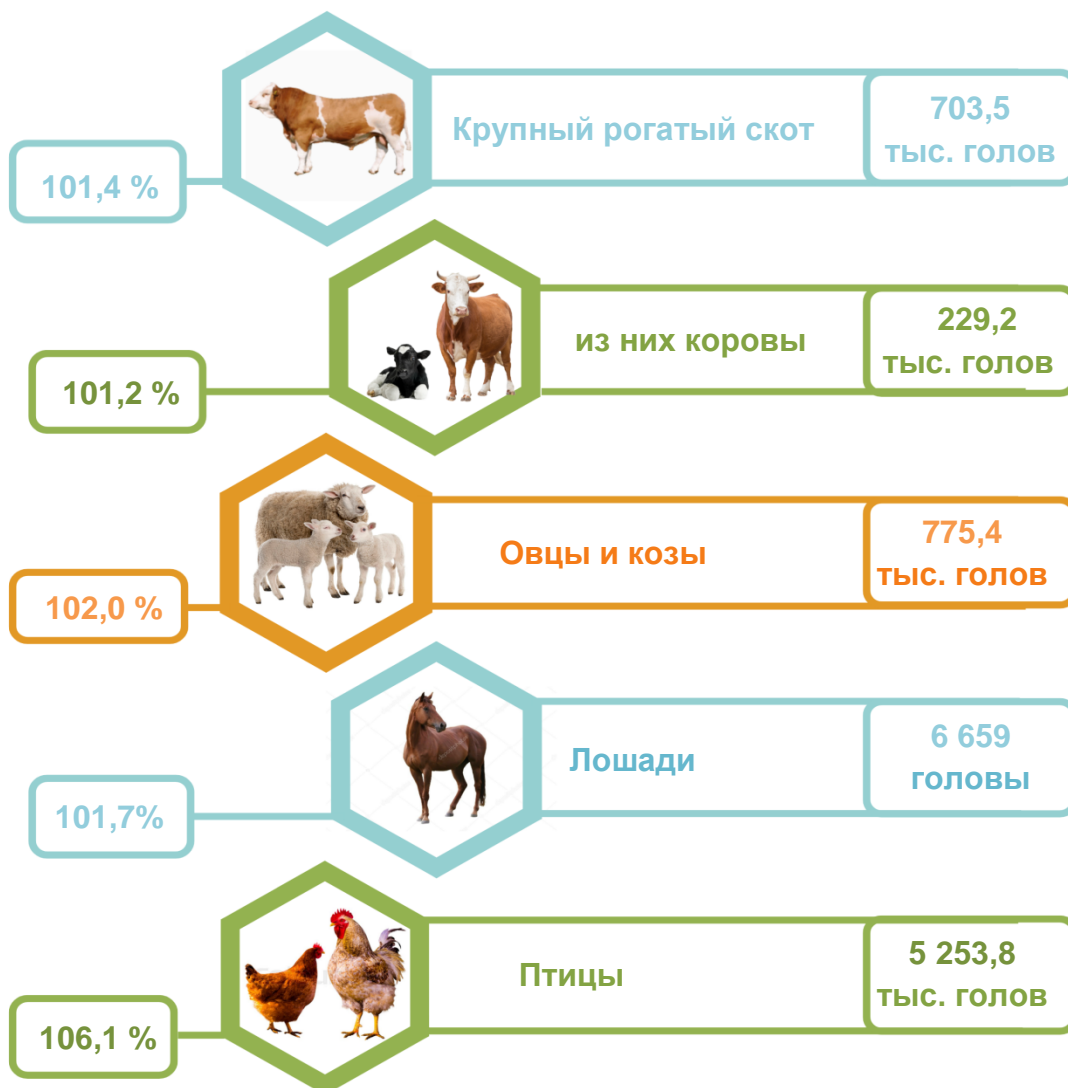 Крупный рогатый скот
703,5
тыс. голов
101,4 %
из них коровы
229,2
тыс. голов
101,2 %
Овцы и козы
775,4
тыс. голов
102,0 %
Лошади
6 659
головы
101,7%
Птицы
5 253,8
тыс. голов
106,1 %